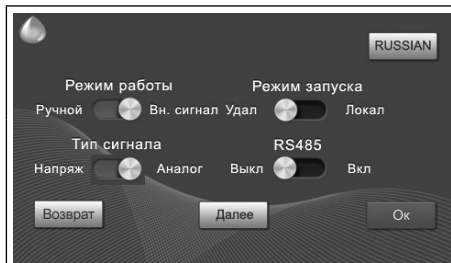 RUSSIAN
Режим работы Режим запуска
Ручной Вн. сигнал Удал Локал
Тип сигнала RS485
Напряж Аналог Выкл Вкл
Возврат Далее Ок